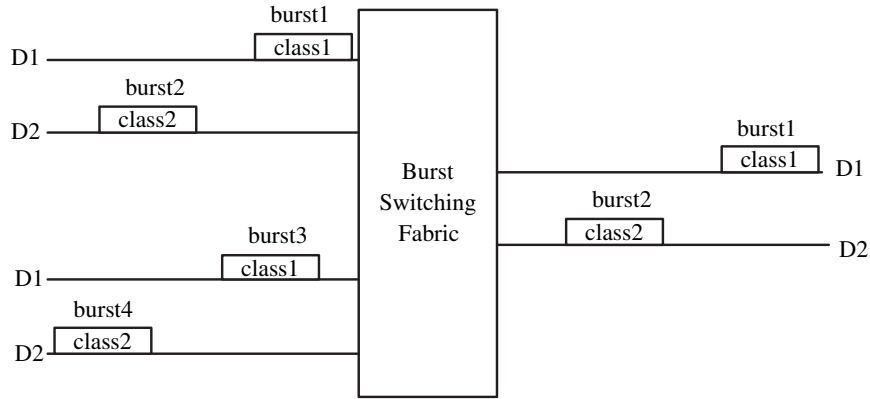 burst1
D1
class1
burst2
D2
class2
burst3
D1
class1
burst4
D2
class2
Burst
Switching
Fabric
burst1
class1
D1
burst2
class2
D2